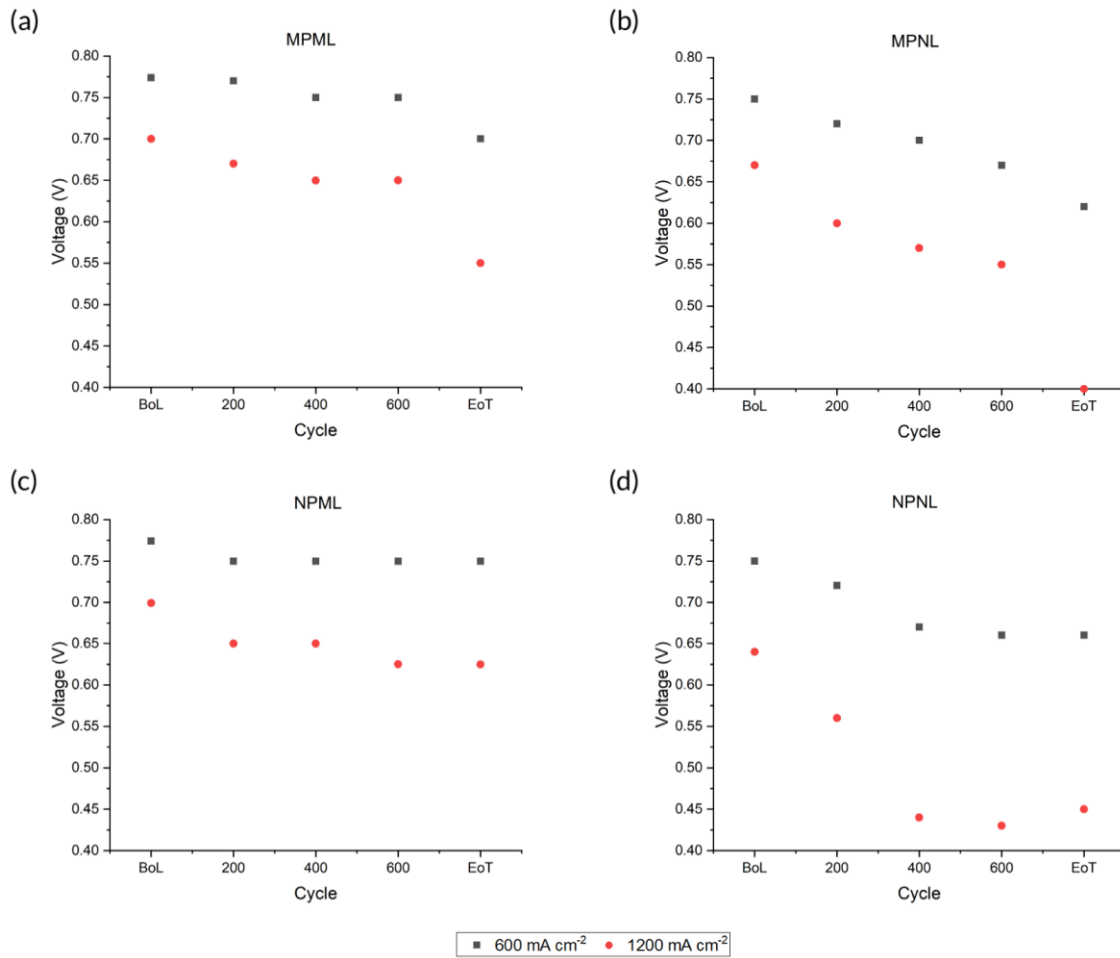 (a)
MPML
0.80
0.75
0.70
0.65
0.60
0.55
0.50
0.45
0.40
Voltage (V)
BoL 200 400 600 EoT
Cycle
(b)
MPNL
0.80
0.75
0.70
0.65
0.60
0.55
0.50
0.45
0.40
Voltage (V)
BoL 200 400 600 EoT
Cycle
(c)
NPML
0.80
0.75
0.70
0.65
0.60
0.55
0.50
0.45
0.40
Voltage (V)
BoL 200 400 600 EoT
Cycle
(d)
NPNL
0.80
0.75
0.70
0.65
0.60
0.55
0.50
0.45
0.40
Voltage (V)
BoL 200 400 600 EoT
Cycle
600 mA cm⁻² 1200 mA cm⁻²